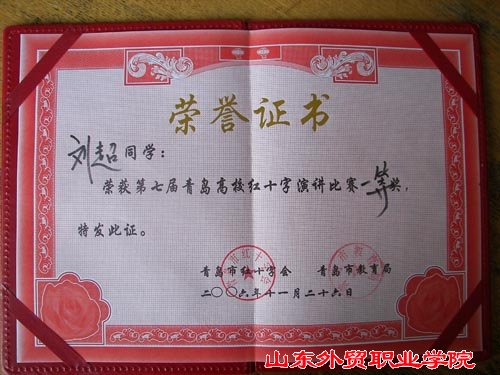 荣誉证书
刘超同学：
荣获第七届青岛高校红十字演讲比赛一等奖，
特发此证。
青岛市红十字会 青岛市教育局
二〇〇六年十一月二十六日
山东外贸职业学院